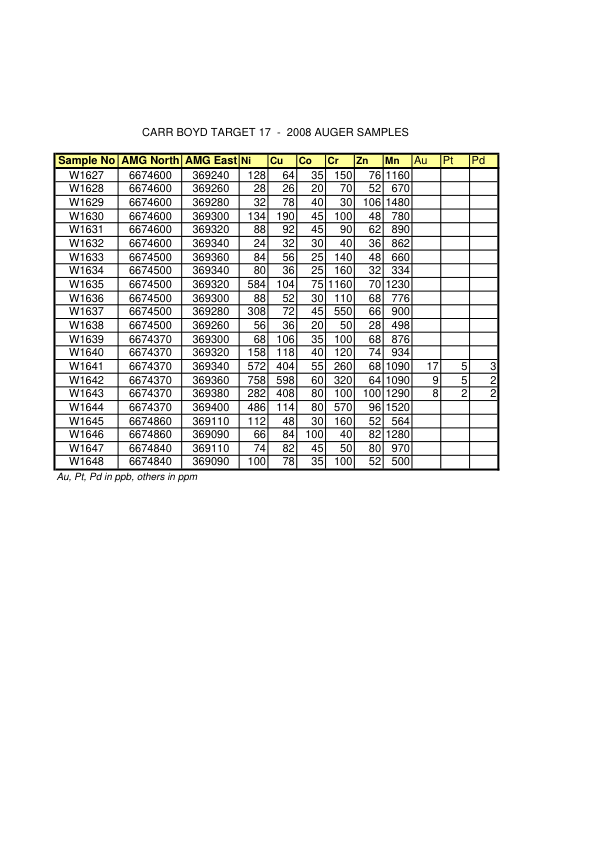 CARR BOYD TARGET 17 - 2008 AUGER SAMPLES
Sample No AMG North AMG East Ni Cu Co Cr Zn Mn Au Pt Pd
W1627 6674600 369240 128 64 35 150 76 1160
W1628 6674600 369260 28 26 20 70 52 670
W1629 6674600 369280 32 78 40 30 106 1480
W1630 6674600 369300 134 190 45 100 48 780
W1631 6674600 369320 88 92 45 90 62 890
W1632 6674600 369340 24 32 30 40 36 862
W1633 6674500 369360 84 56 25 140 48 660
W1634 6674500 369340 80 36 25 160 32 334
W1635 6674500 369320 584 104 75 1160 70 1230
W1636 6674500 369300 88 52 30 110 68 776
W1637 6674500 369280 308 72 45 550 66 900
W1638 6674500 369260 56 36 20 50 28 498
W1639 6674370 369300 68 106 35 100 68 876
W1640 6674370 369320 158 118 40 120 74 934
W1641 6674370 369340 572 404 55 260 68 1090 17 5 3
W1642 6674370 369360 758 598 60 320 64 1090 9 5 2
W1643 6674370 369380 282 408 80 100 100 1290 8 2 2
W1644 6674370 369400 486 114 80 570 96 1520
W1645 6674860 369110 112 48 30 160 52 564
W1646 6674860 369090 66 84 100 40 82 1280
W1647 6674840 369110 74 82 45 50 80 970
W1648 6674840 369090 100 78 35 100 52 500
Au, Pt, Pd in ppb, others in ppm